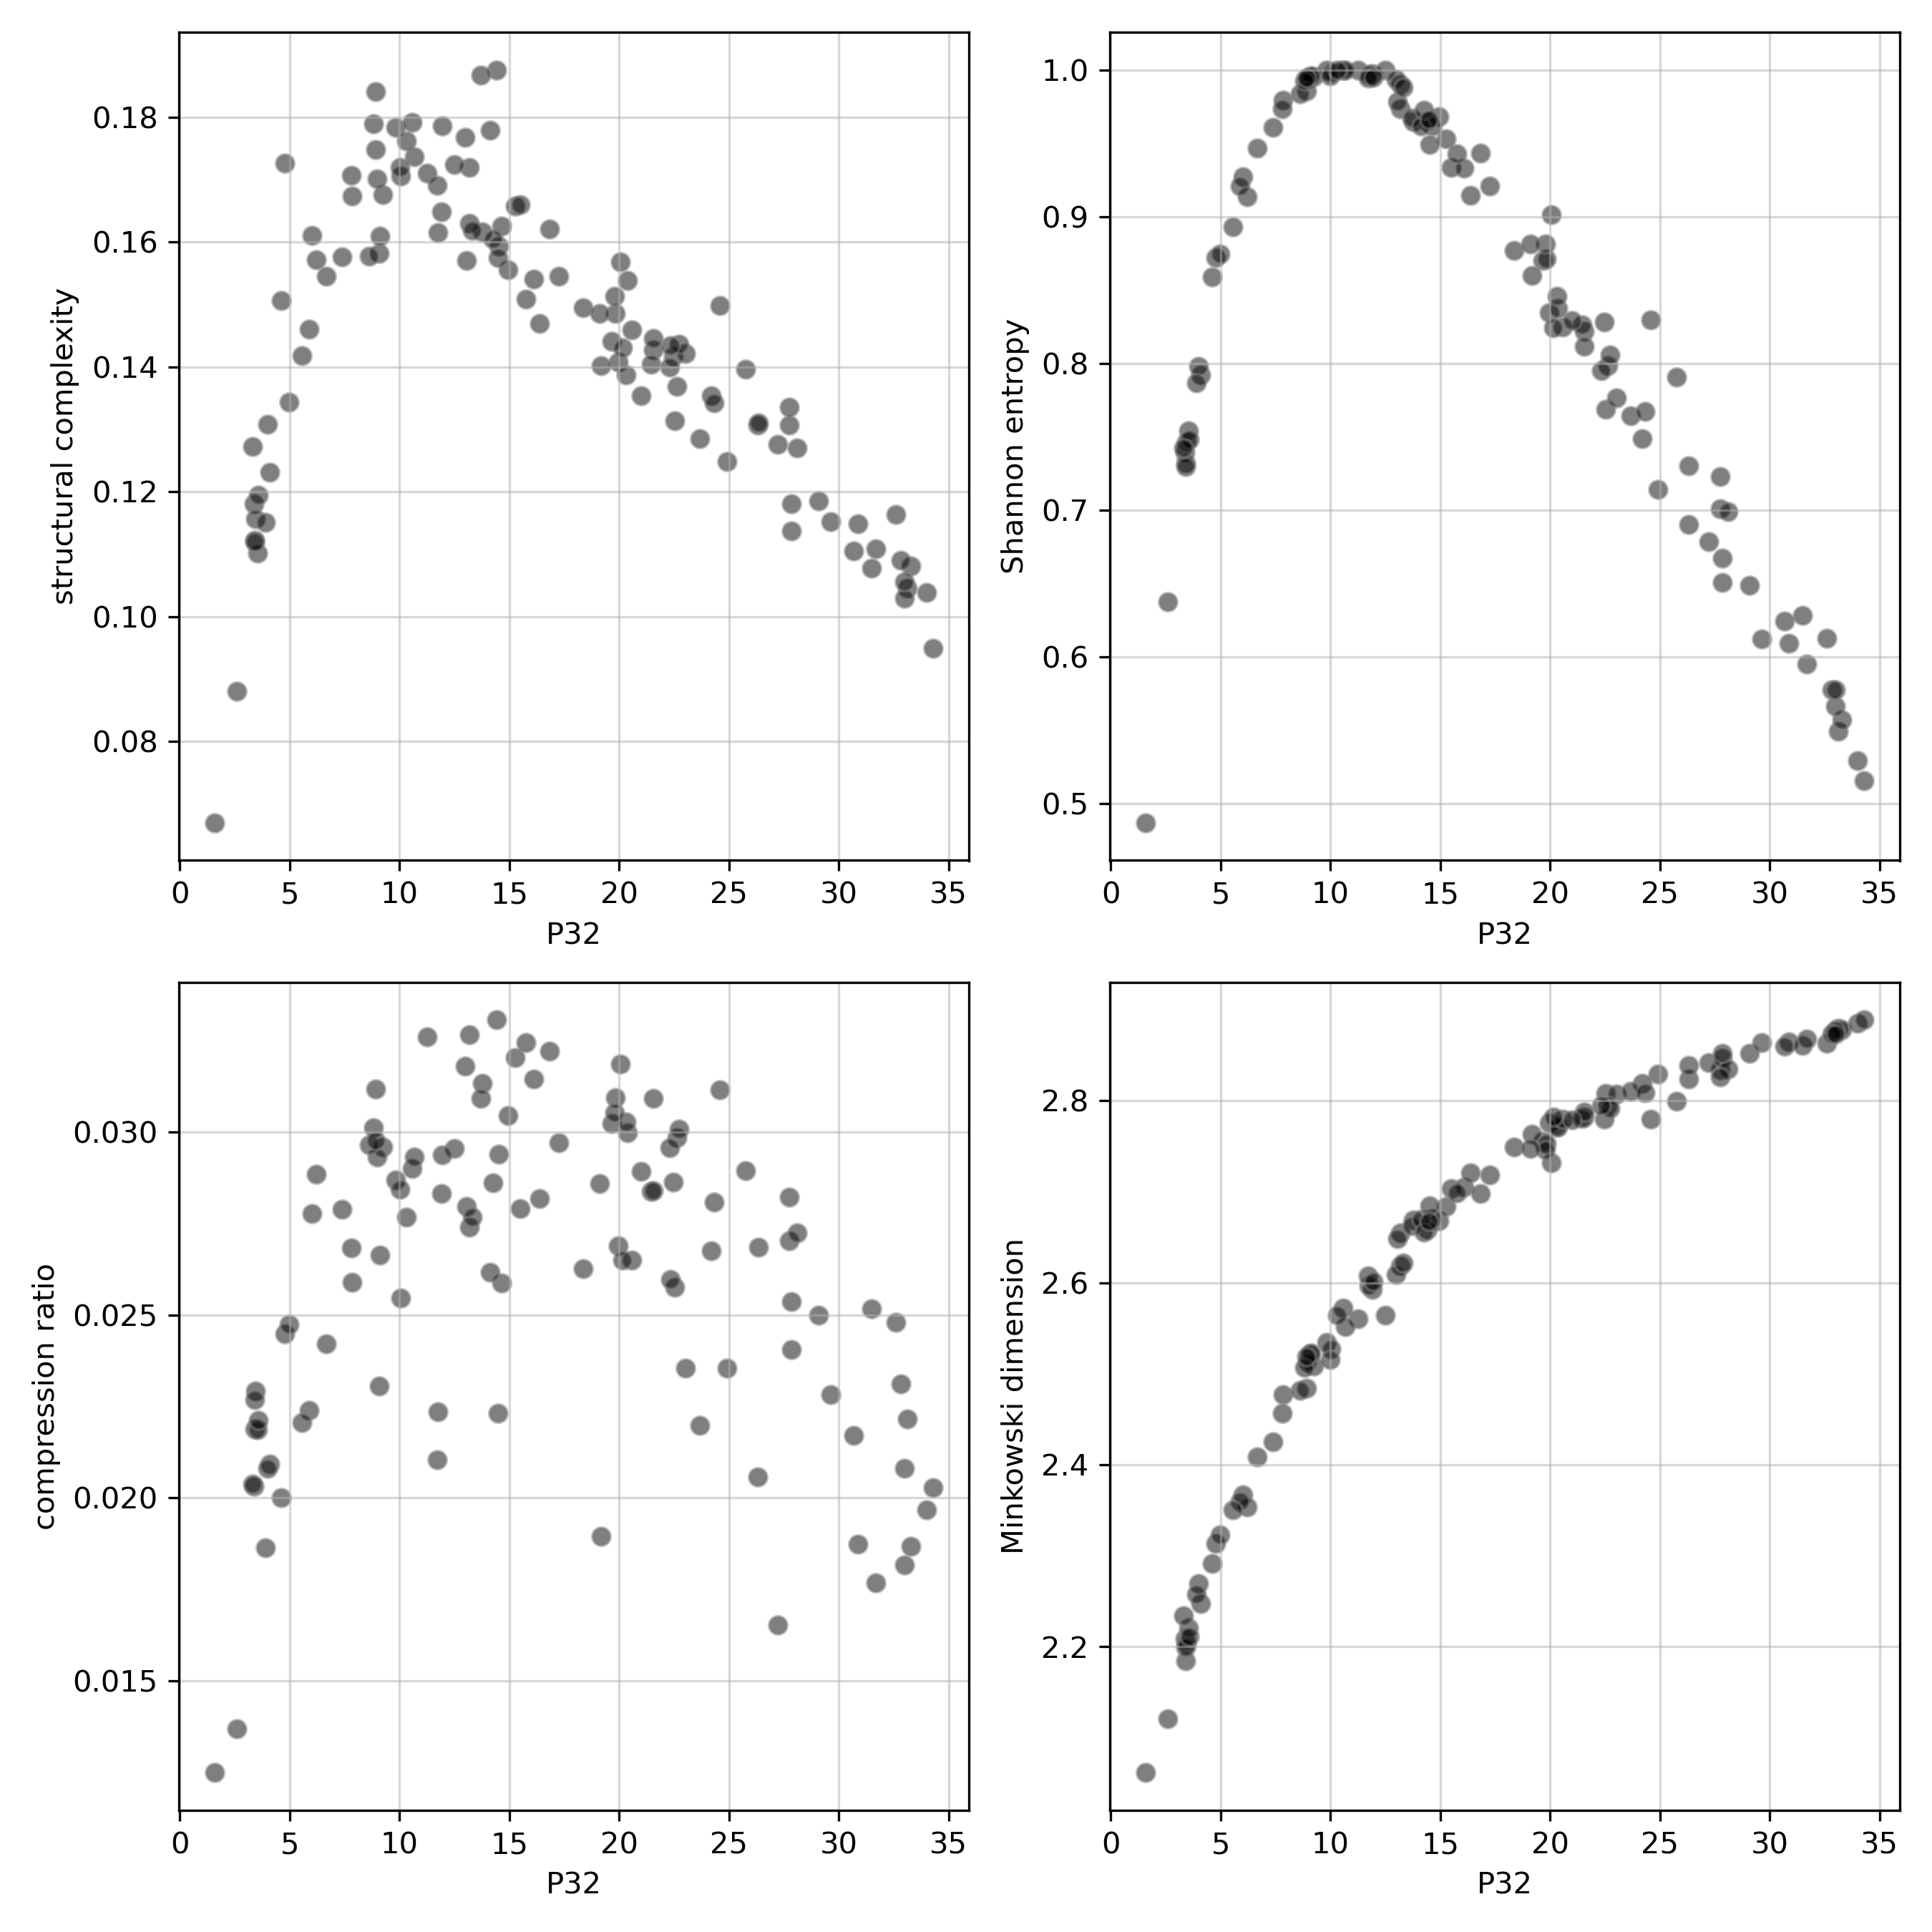 structural complexity
0.18
0.16
0.14
0.12
0.10
0.08
0 5 10 15 20 25 30 35
P32
Shannon entropy
1.0
0.9
0.8
0.7
0.6
0.5
0 5 10 15 20 25 30 35
P32
compression ratio
0.030
0.025
0.020
0.015
0 5 10 15 20 25 30 35
P32
Minkowski dimension
2.8
2.6
2.4
2.2
0 5 10 15 20 25 30 35
P32